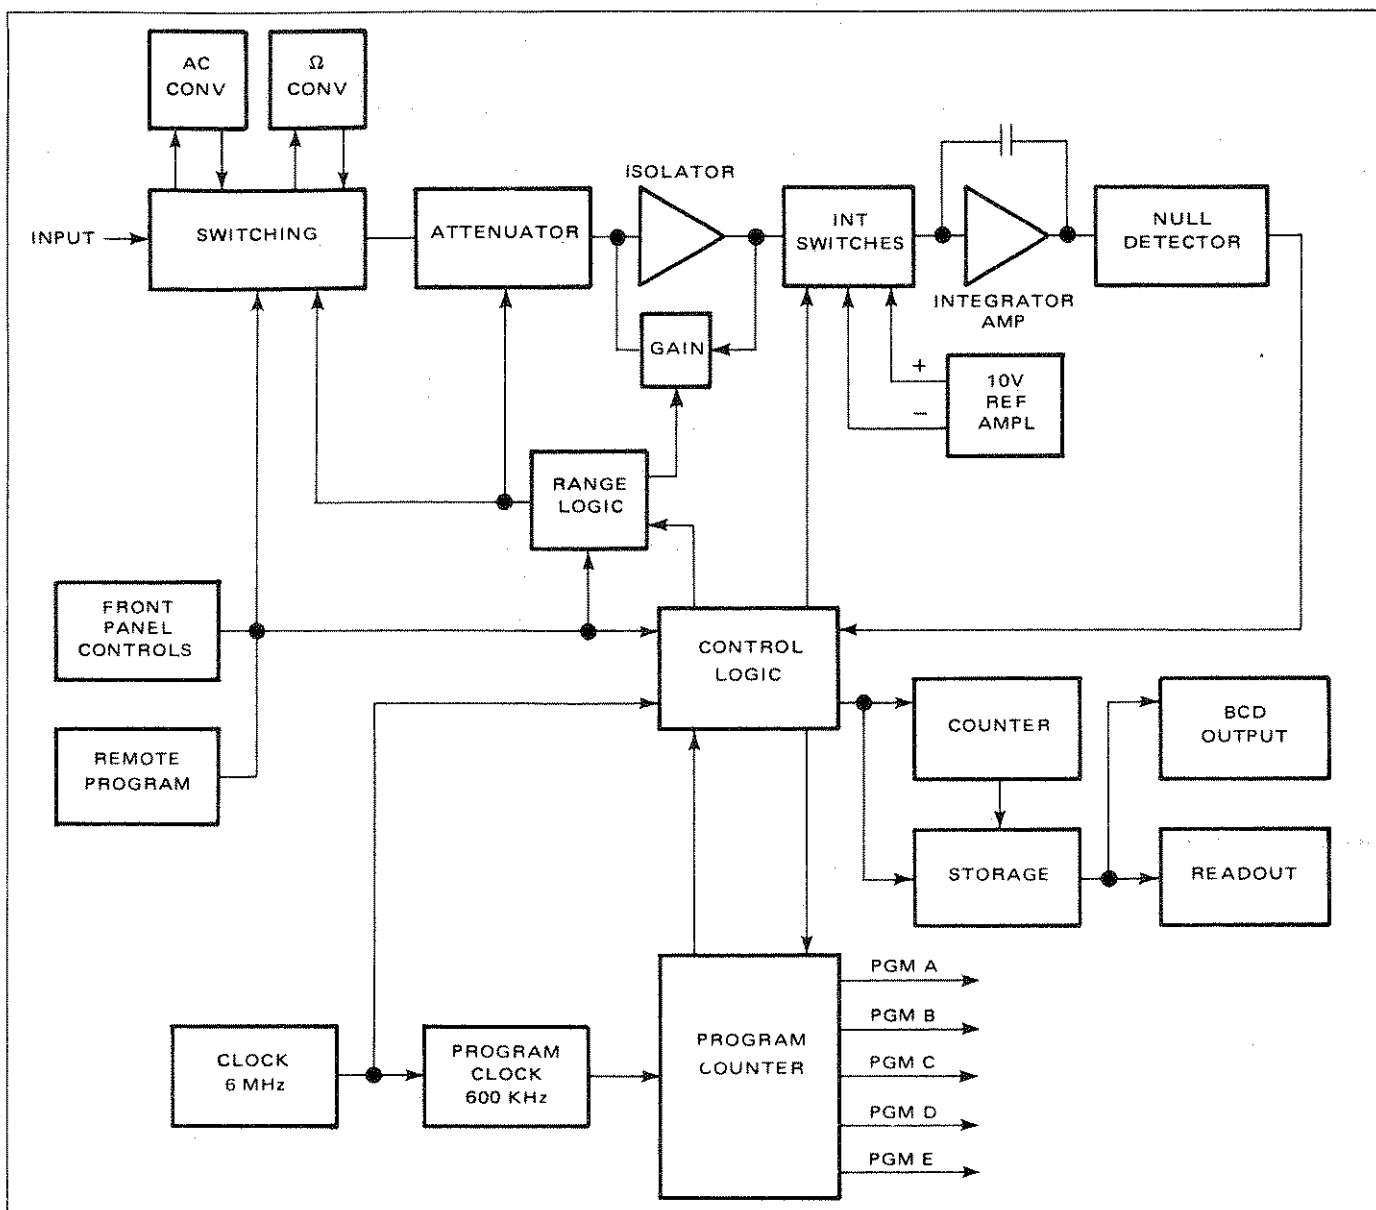 AC
CONV
Ω
CONV
INPUT
SWITCHING
ATTENUATOR
ISOLATOR
GAIN
INT
SWITCHES
INTEGRATOR
AMP
NULL
DETECTOR
+
−
10V
REF
AMPL
RANGE
LOGIC
FRONT
PANEL
CONTROLS
REMOTE
PROGRAM
CONTROL
LOGIC
COUNTER
BCD
OUTPUT
STORAGE
READOUT
CLOCK
6 MHz
PROGRAM
CLOCK
600 KHz
PROGRAM
COUNTER
PGM A
PGM B
PGM C
PGM D
PGM E